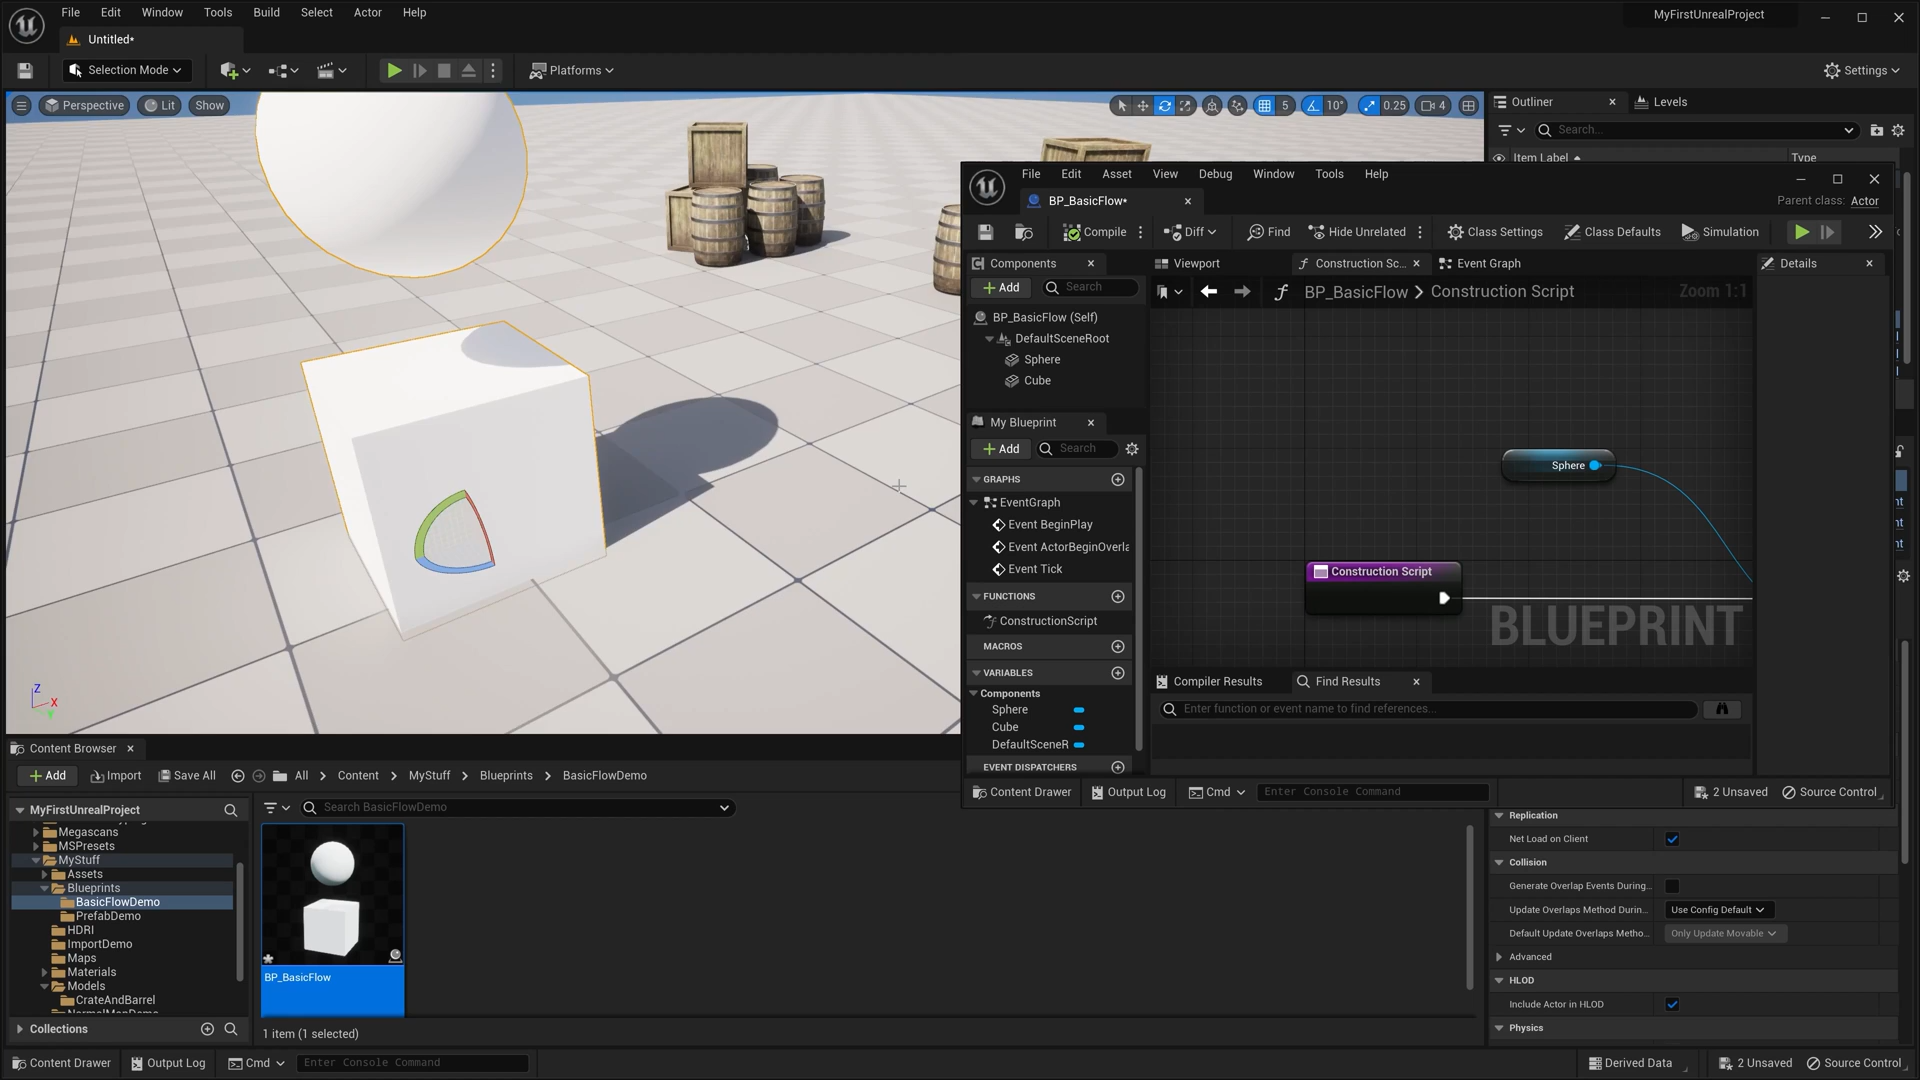 File Edit Window Tools Build Select Actor Help
MyFirstUnrealProject
Untitled*
Selection Mode
Platforms
Settings
Perspective Lit Show
5 10° 0.25 4
Outliner Levels
Search...
Item Label Type
File Edit Asset View Debug Window Tools Help
BP_BasicFlow*
Parent class: Actor
Compile Diff Find Hide Unrelated Class Settings Class Defaults Simulation
Components
Viewport Construction Sc... Event Graph
Details
Add Search
BP_BasicFlow Construction Script
Zoom 1:1
BP_BasicFlow (Self)
DefaultSceneRoot
Sphere
Cube
My Blueprint
Add Search
GRAPHS
EventGraph
Event BeginPlay
Event ActorBeginOverla
Event Tick
FUNCTIONS
ConstructionScript
MACROS
VARIABLES
Components
Sphere
Cube
DefaultSceneR
EVENT DISPATCHERS
Sphere
Construction Script
BLUEPRINT
Compiler Results Find Results
Enter function or event name to find references...
Content Drawer Output Log Cmd Enter Console Command 2 Unsaved Source Control
Z
X
Y
Content Browser
Add Import Save All All Content MyStuff Blueprints BasicFlowDemo
MyFirstUnrealProject
Search BasicFlowDemo
Megascans
MSPresets
MyStuff
Assets
Blueprints
BasicFlowDemo
PrefabDemo
HDRI
ImportDemo
Maps
Materials
Models
CrateAndBarrel
Collections
BP_BasicFlow
1 item (1 selected)
Replication
Net Load on Client
Collision
Generate Overlap Events During...
Update Overlaps Method Durin... Use Config Default
Default Update Overlaps Metho... Only Update Movable
Advanced
HLOD
Include Actor in HLOD
Physics
Content Drawer Output Log Cmd Enter Console Command Derived Data 2 Unsaved Source Control